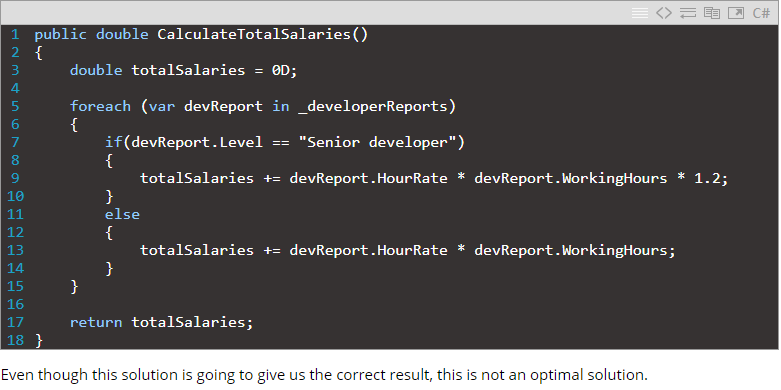 C#
1 public double CalculateTotalSalaries()
2 {
3     double totalSalaries = 0D;
4
5     foreach (var devReport in _developerReports)
6     {
7         if(devReport.Level == "Senior developer")
8         {
9             totalSalaries += devReport.HourRate * devReport.WorkingHours * 1.2;
10         }
11         else
12         {
13             totalSalaries += devReport.HourRate * devReport.WorkingHours;
14         }
15     }
16
17     return totalSalaries;
18 }
Even though this solution is going to give us the correct result, this is not an optimal solution.